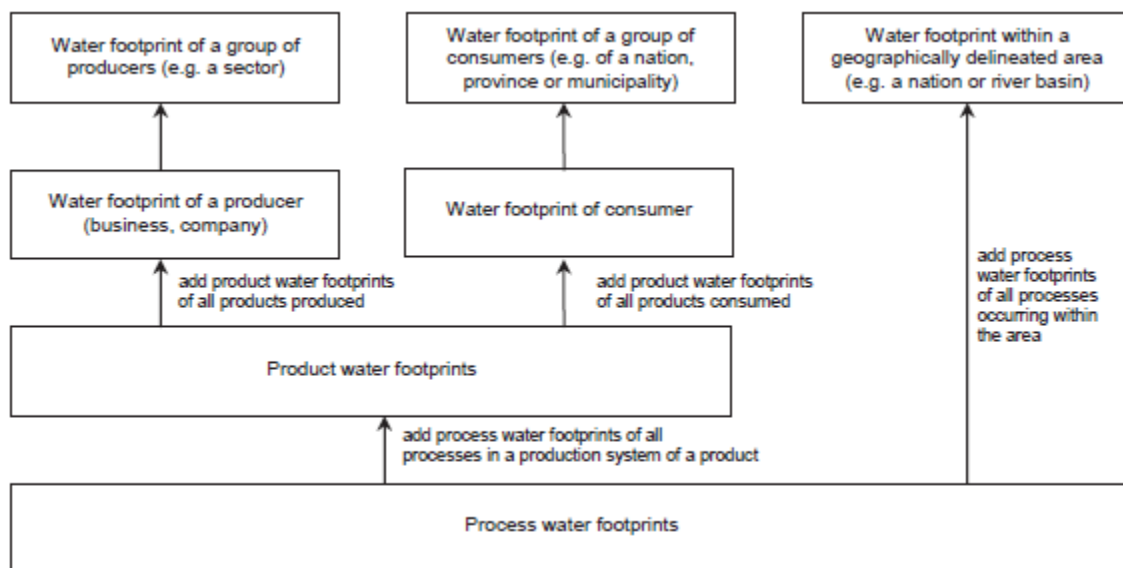 Water footprint of a group of
producers (e.g. a sector)
Water footprint of a group of
consumers (e.g. of a nation,
province or municipality)
Water footprint within a
geographically delineated area
(e.g. a nation or river basin)
Water footprint of a producer
(business, company)
Water footprint of consumer
add product water footprints
of all products produced
add product water footprints
of all products consumed
add process
water footprints
of all processes
occurring within
the area
Product water footprints
add process water footprints of all
processes in a production system of a product
Process water footprints